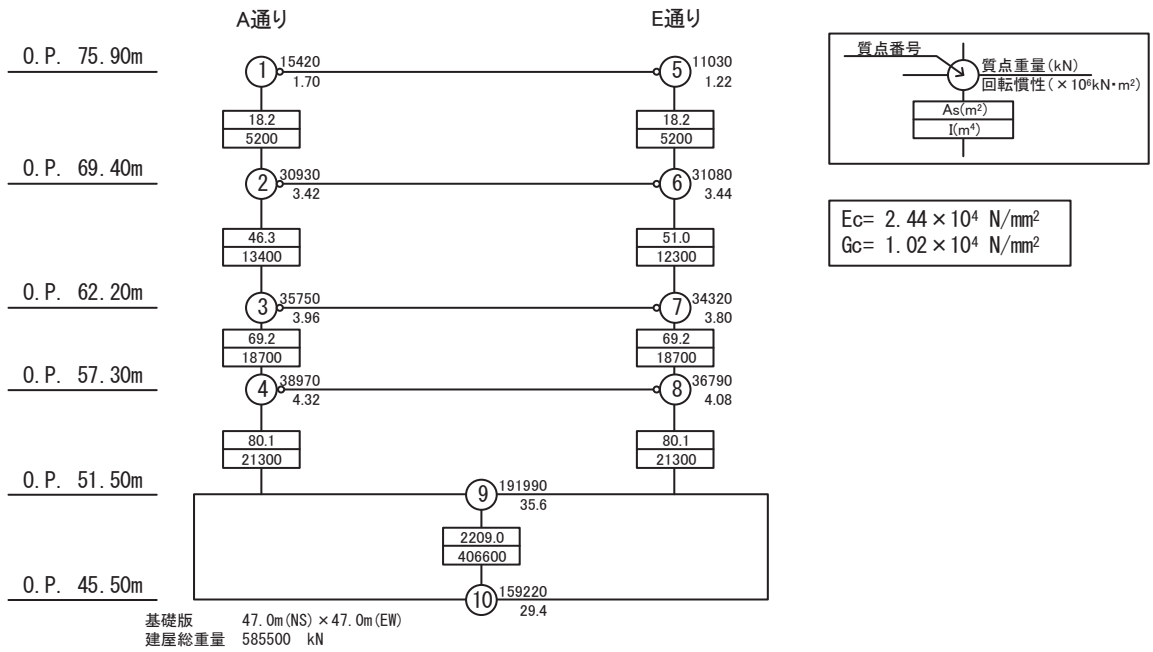 A通り
E通り
O.P. 75.90m
1
15420
1.70
5
11030
1.22
18.2
5200
18.2
5200
O.P. 69.40m
2
30930
3.42
6
31080
3.44
46.3
13400
51.0
12300
O.P. 62.20m
3
35750
3.96
7
34320
3.80
69.2
18700
69.2
18700
O.P. 57.30m
4
38970
4.32
8
36790
4.08
80.1
21300
80.1
21300
O.P. 51.50m
9
191990
35.6
2209.0
406600
O.P. 45.50m
10
159220
29.4
基礎版 47.0m(NS)×47.0m(EW)
建屋総重量 585500 kN
質点番号
質点重量(kN)
回転慣性(×10⁶kN・m²)
As(m²)
I(m⁴)
Ec= 2.44×10⁴ N/mm²
Gc= 1.02×10⁴ N/mm²